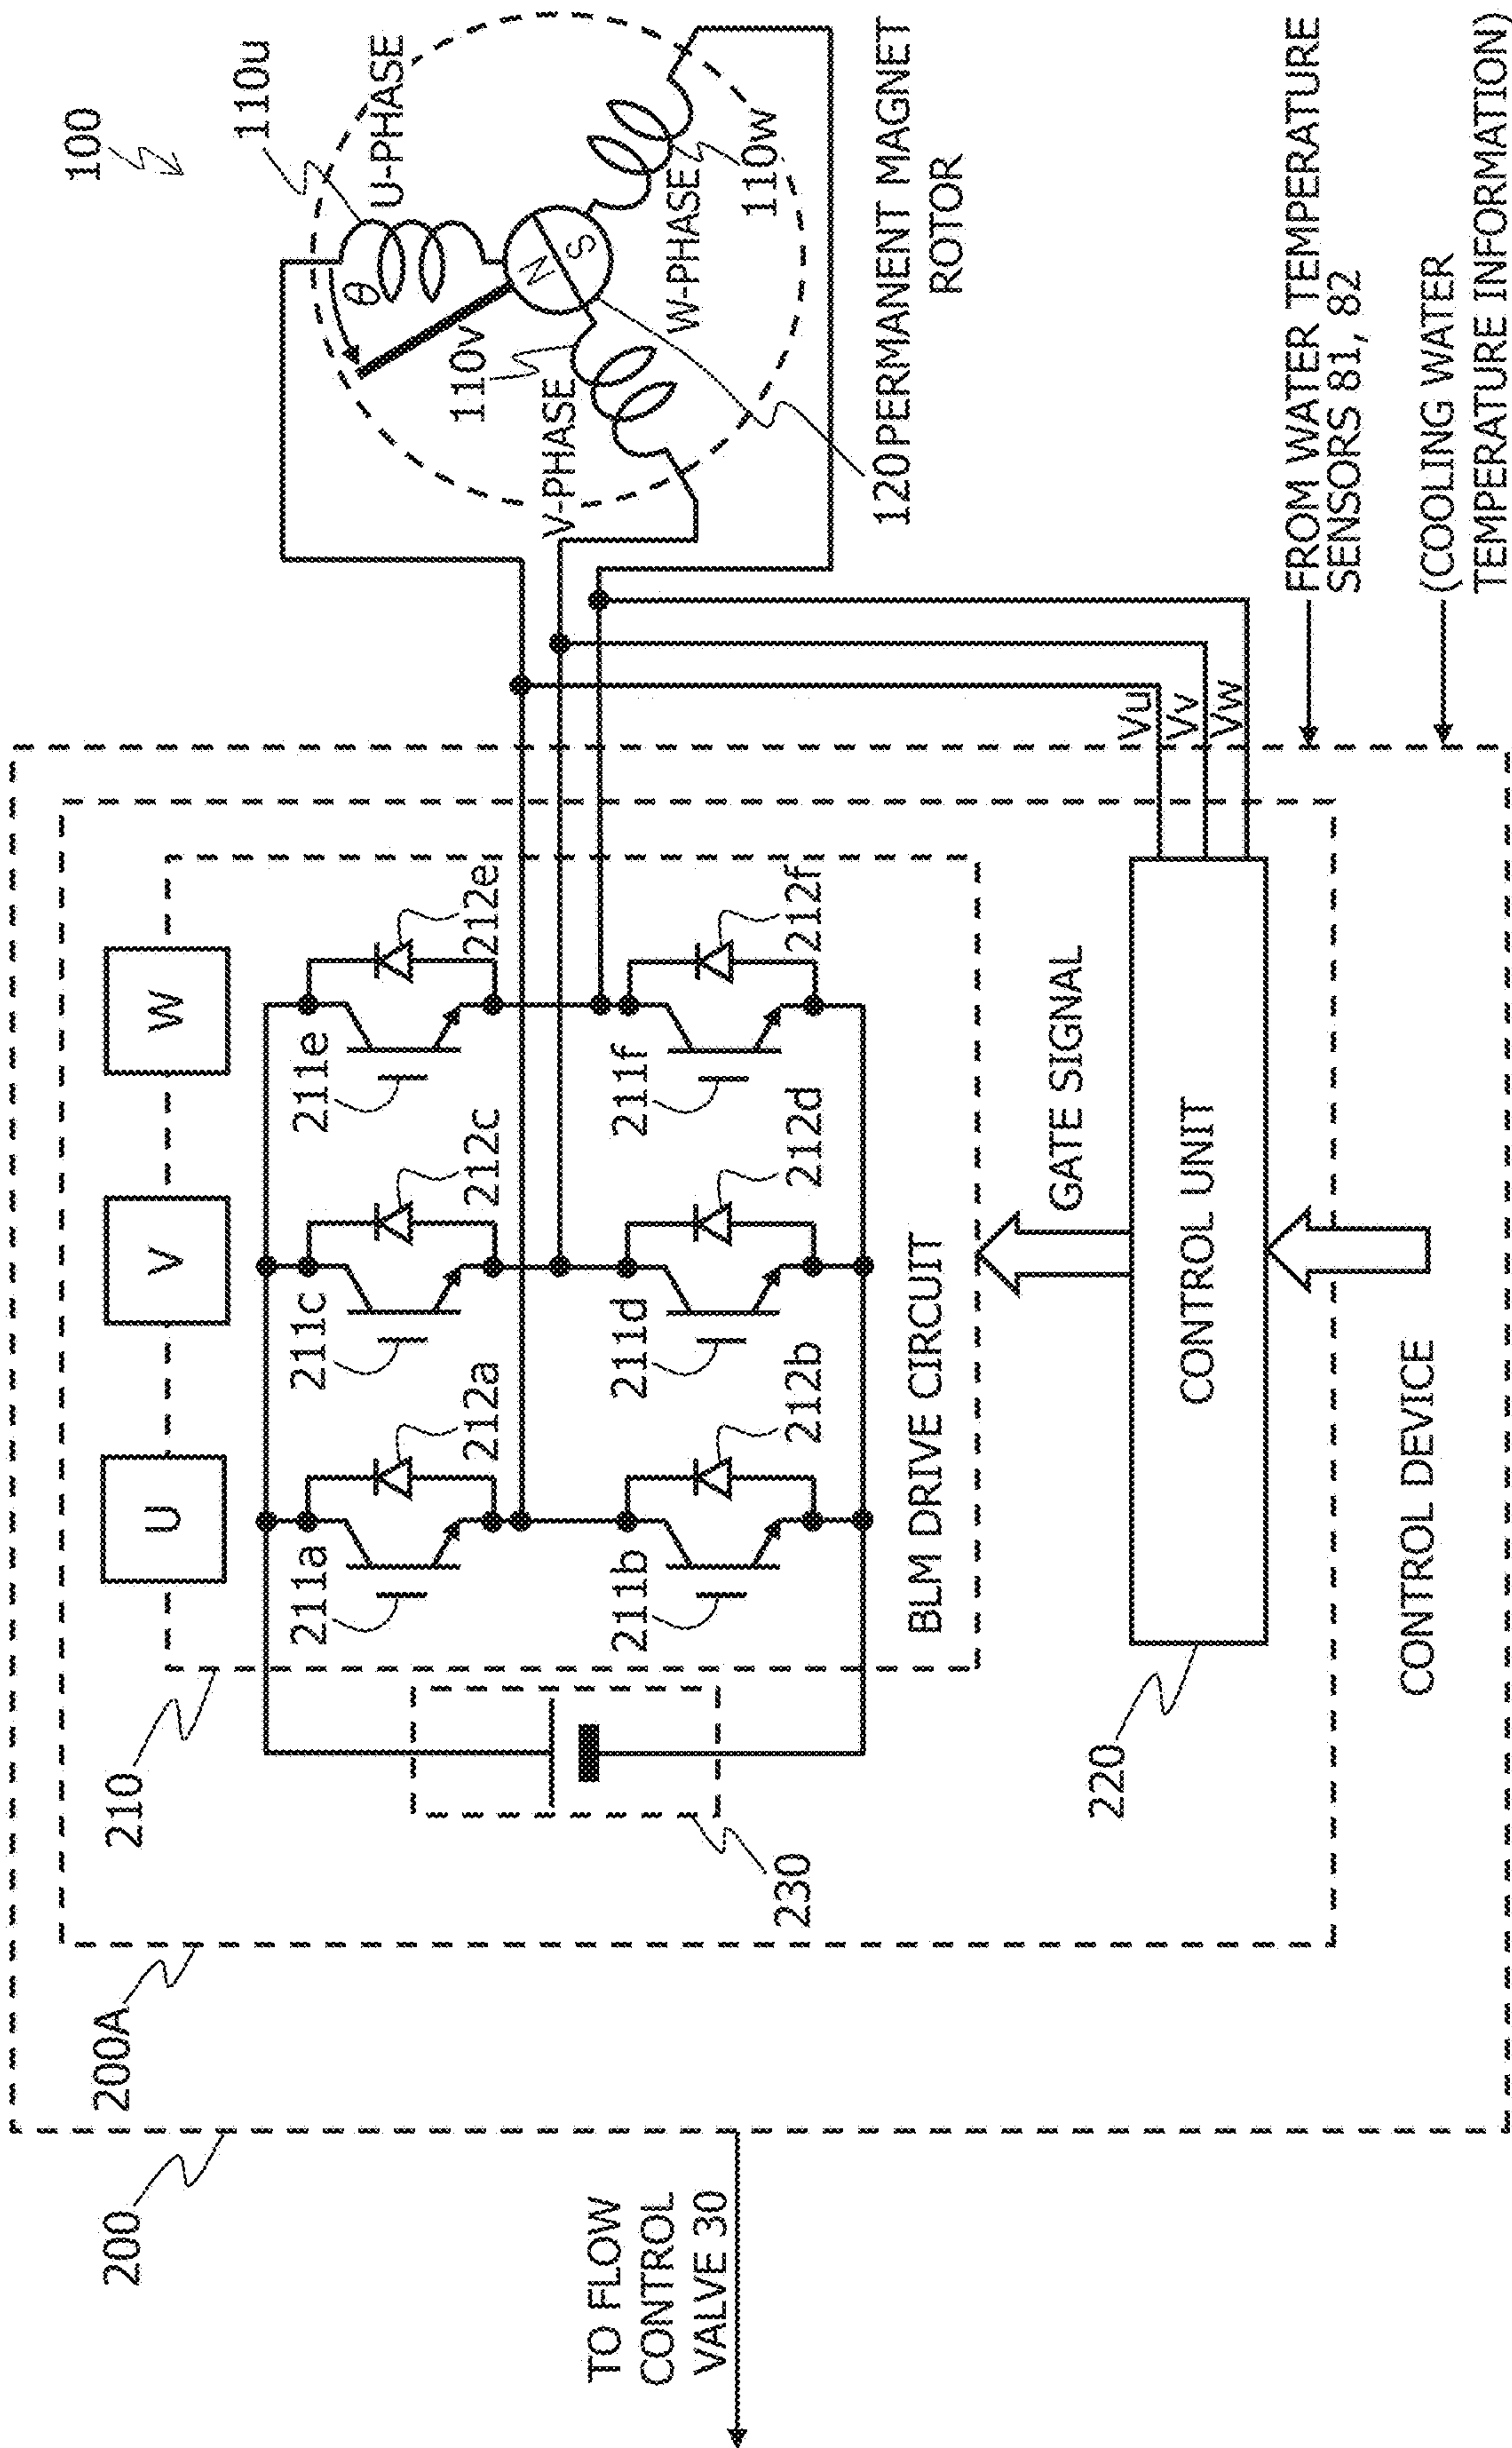 100
110u
U-PHASE
θ
N
S
110v
V-PHASE
W-PHASE
110w
120
PERMANENT MAGNET
ROTOR
U
V
W
210
211a
212a
211c
212c
211e
212e
211b
212b
211d
212d
211f
212f
BLM DRIVE CIRCUIT
230
GATE SIGNAL
CONTROL UNIT
220
Vu
Vv
Vw
200A
200
CONTROL DEVICE
TO FLOW
CONTROL
VALVE 30
FROM WATER TEMPERATURE
SENSORS 81, 82
(COOLING WATER
TEMPERATURE INFORMATION)